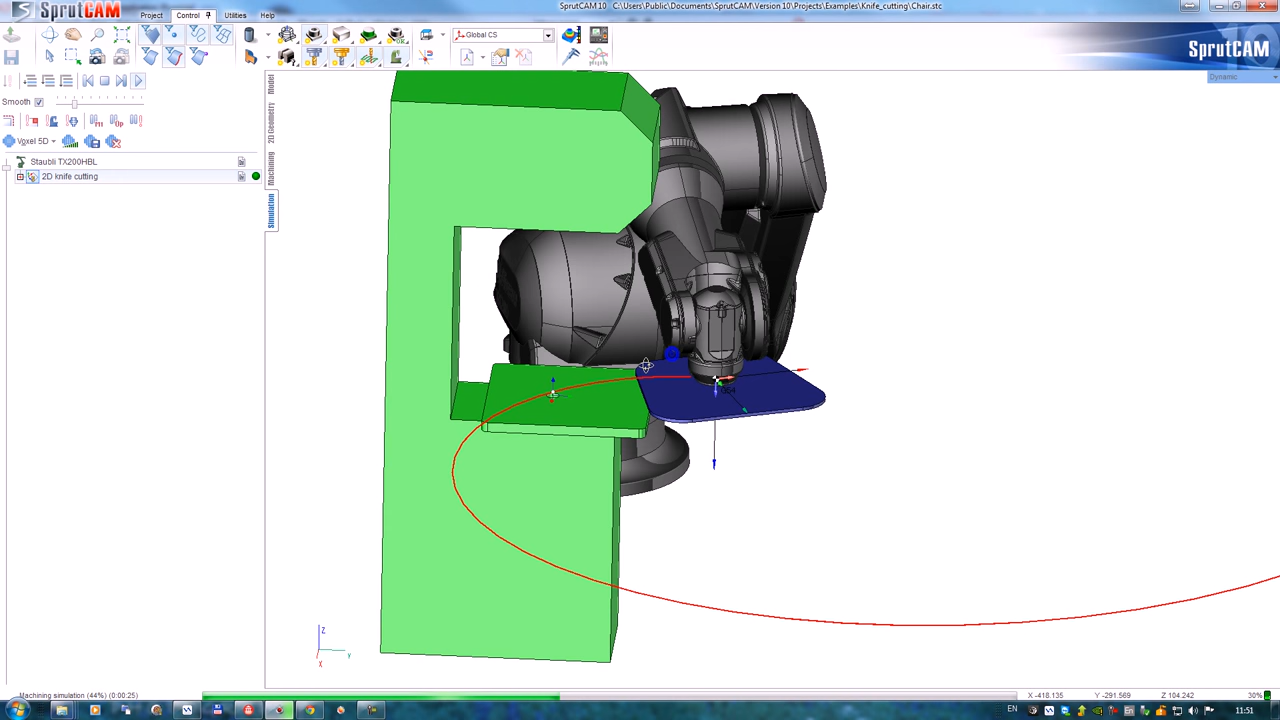 SprutCAM 10   C:\Users\Public\Documents\SprutCAM\Version 10\Projects\Examples\Knife_cutting\Chair.stc
SPRUTCAM
Project
Control
Utilities
Help
Global CS
SprutCAM
Dynamic
Smooth
Voxel 5D
Staubli TX200HBL
2D knife cutting
Model
2D Geometry
Machining
Simulation
G54
Z
Y
X
Machining simulation (44%) (0:00:25)
X -418.135
Y -291.569
Z 104.242
30%
EN
11:51